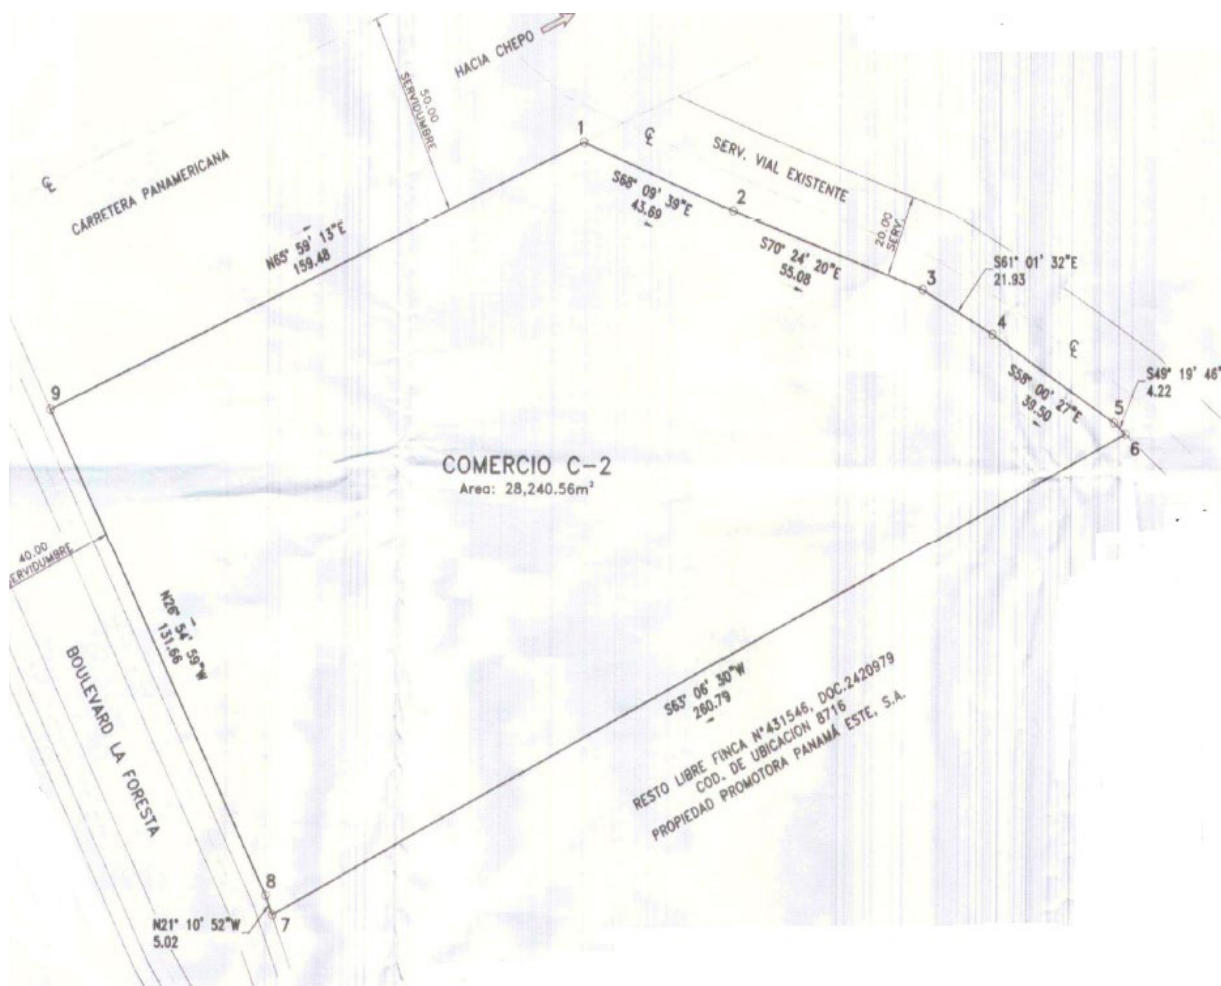 HACIA CHEPO
50.00
SERVIDUMBRE
CARRETERA PANAMERICANA
℄
1
℄
SERV. VIAL EXISTENTE
S68° 09' 39"E
43.69
2
N65° 59' 13"E
159.48
S70° 24' 20"E
55.08
20.00
SERV.
3
S61° 01' 32"E
21.93
4
℄
S58° 00' 27"E
39.50
S49° 19' 46"
4.22
5
6
9
COMERCIO C-2
Area: 28,240.56m²
40.00
SERVIDUMBRE
N26° 54' 59"W
131.66
BOULEVARD LA FORESTA
S63° 06' 30"W
260.79
RESTO LIBRE FINCA N°431546, DOC.2420979
COD. DE UBICACION 8716
PROPIEDAD PROMOTORA PANAMÁ ESTE, S.A.
8
N21° 10' 52"W
5.02
7